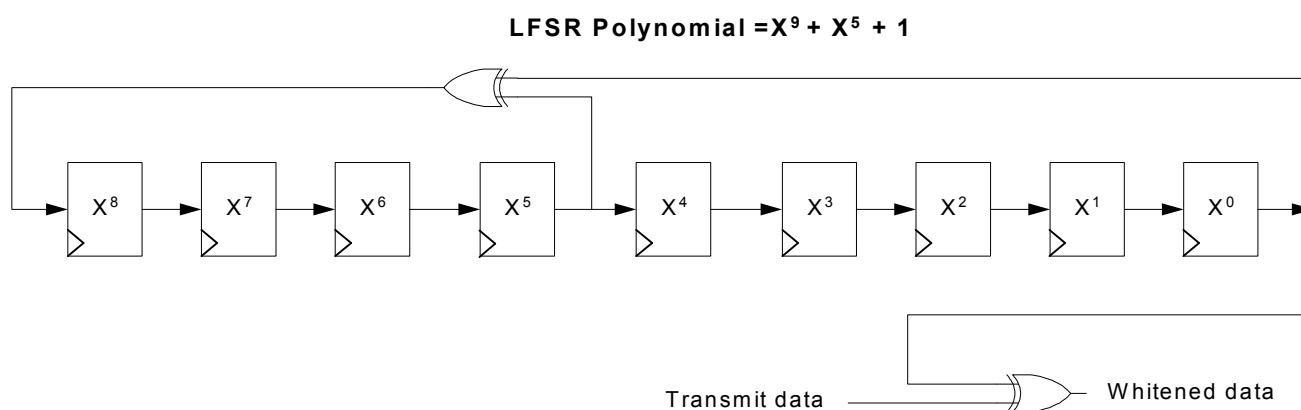 LFSR Polynomial =X⁹ + X⁵ + 1
X⁸ X⁷ X⁶ X⁵ X⁴ X³ X² X¹ X⁰
Transmit data Whitened data